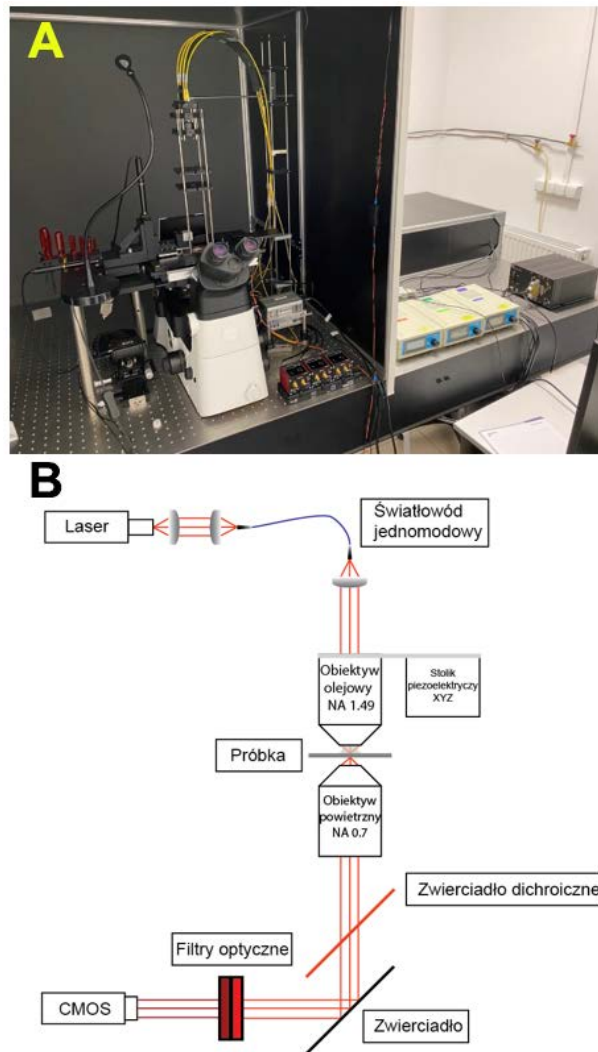 A
B
Laser
Światłowód
jednomodowy
Obiektyw
olejowy
NA 1.49
Stolik
piezoelektryczy
XYZ
Próbka
Obiektyw
powietrzny
NA 0.7
Zwierciadło dichroiczne
Filtry optyczne
CMOS
Zwierciadło